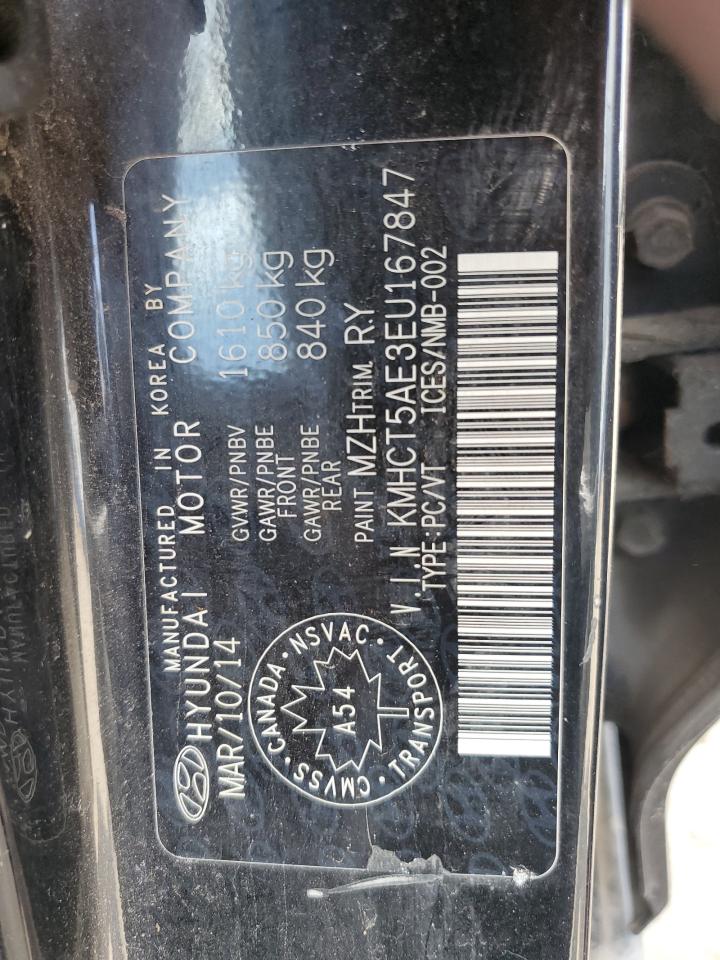 MANUFACTURED IN KOREA BY
HYUNDAI MOTOR COMPANY
MAR/10/14
GVWR/PNBV 1610 kg
GAWR/PNBE FRONT 850 kg
GAWR/PNBE REAR 840 kg
PAINT MZH TRIM RY
V.I.N KMHCT5AE3EU167847
TYPE:PC/VT ICES/NMB-002
CANADA · NSVAC · TRANSPORT · CMVSS ·
A54